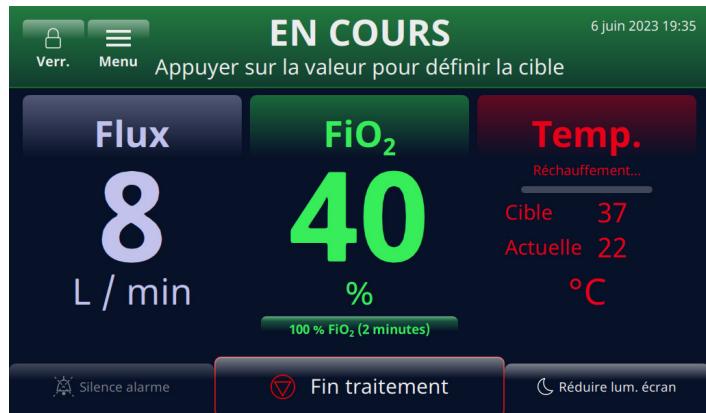 EN COURS
6 juin 2023 19:35
Verr.
Menu
Appuyer sur la valeur pour définir la cible
Flux
8
L / min
FiO₂
40
%
100 % FiO₂ (2 minutes)
Temp.
Réchauffement...
Cible 37
Actuelle 22
°C
Silence alarme
Fin traitement
Réduire lum. écran